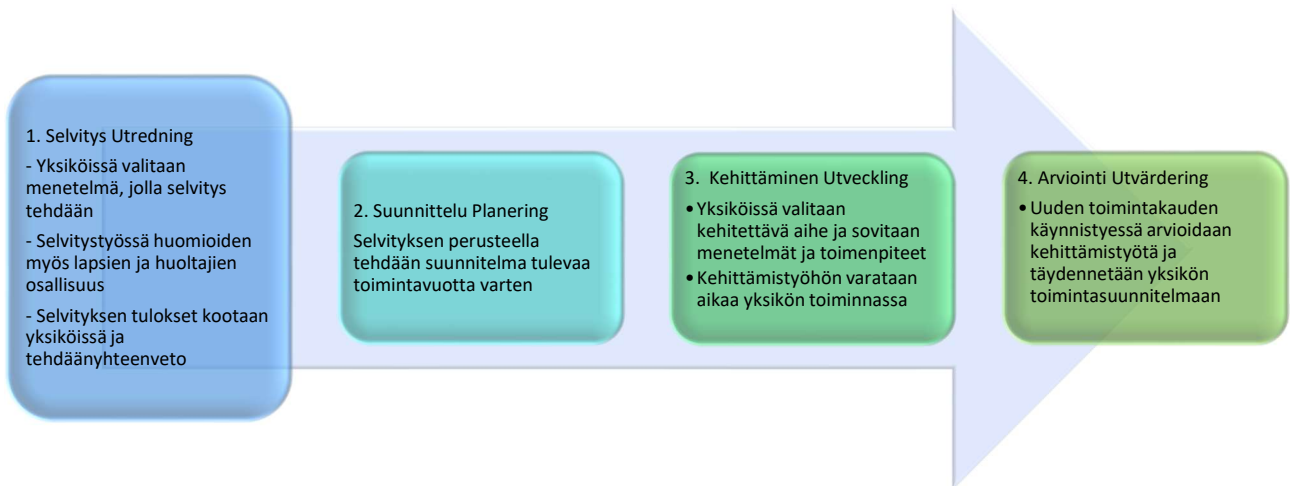 1. Selvitys Utredning
- Yksiköissä valitaan
menetelmä, jolla selvitys
tehdään
- Selvitystyössä huomioiden
myös lapsien ja huoltajien
osallisuus
- Selvityksen tulokset kootaan
yksiköissä ja
tehdäänyhteenveto
2. Suunnittelu Planering
Selvityksen perusteella
tehdään suunnitelma tulevaa
toimintavuotta varten
3. Kehittäminen Utveckling
• Yksiköissä valitaan
kehitettävä aihe ja sovitaan
menetelmät ja toimenpiteet
• Kehittämistyöhön varataan
aikaa yksikön toiminnassa
4. Arviointi Utvärdering
• Uuden toimintakauden
käynnistyessä arvioidaan
kehittämistyötä ja
täydennetään yksikön
toimintasuunnitelmaan